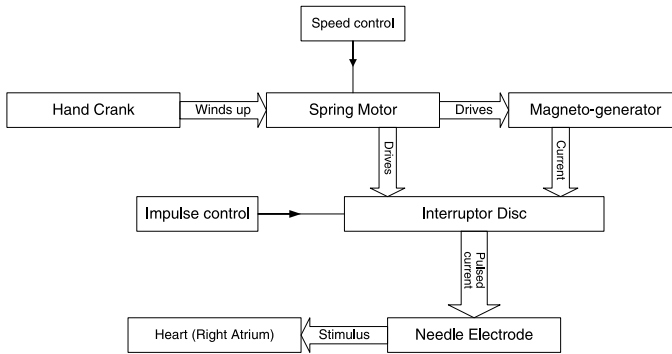 Speed control
Hand Crank
Winds up
Spring Motor
Drives
Magneto-generator
Drives
Current
Impulse control
Interruptor Disc
Pulsed
current
Heart (Right Atrium)
Stimulus
Needle Electrode